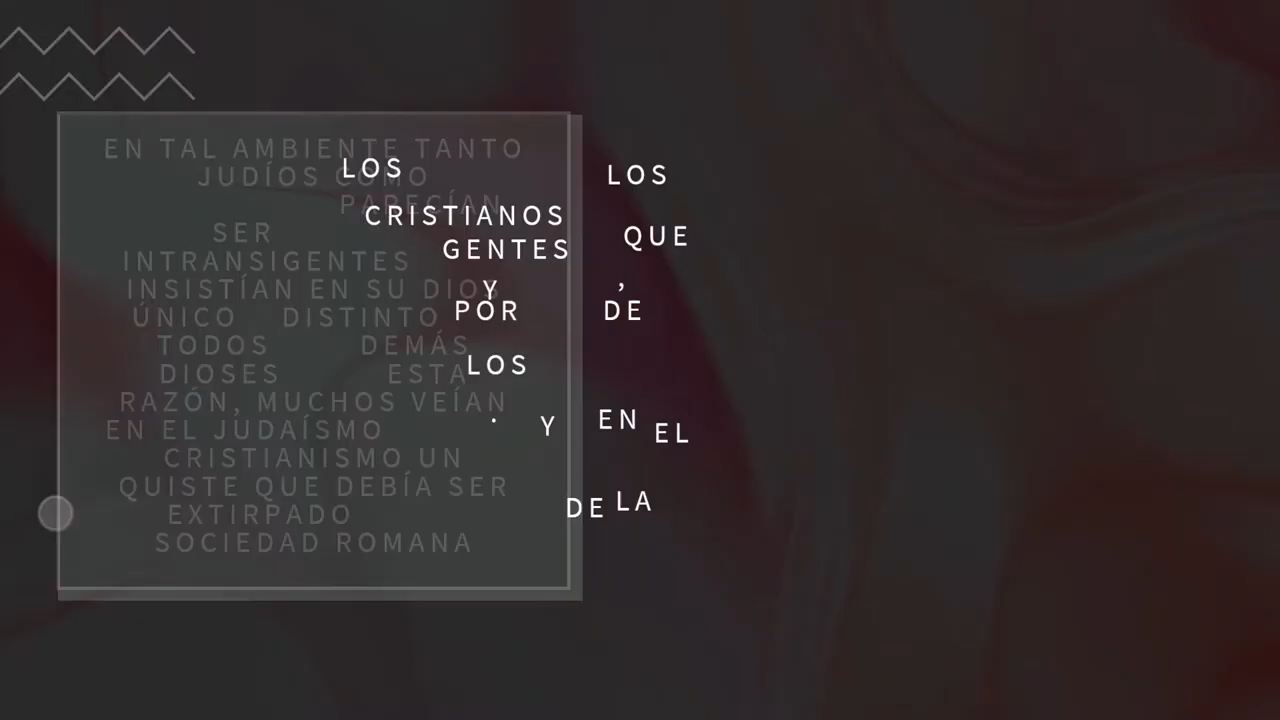 EN TAL AMBIENTE TANTO
JUDÍOS COMO
PARECÍAN
SER
INTRANSIGENTES
INSISTÍAN EN SU DIOS
ÚNICO DISTINTO
TODOS DEMÁS
DIOSES ESTA
RAZÓN, MUCHOS VEÍAN
EN EL JUDAÍSMO
CRISTIANISMO UN
QUISTE QUE DEBÍA SER
EXTIRPADO
SOCIEDAD ROMANA
LOS LOS
CRISTIANOS
QUE
GENTES
Y ,
POR DE
LOS
. Y EN EL
DE LA